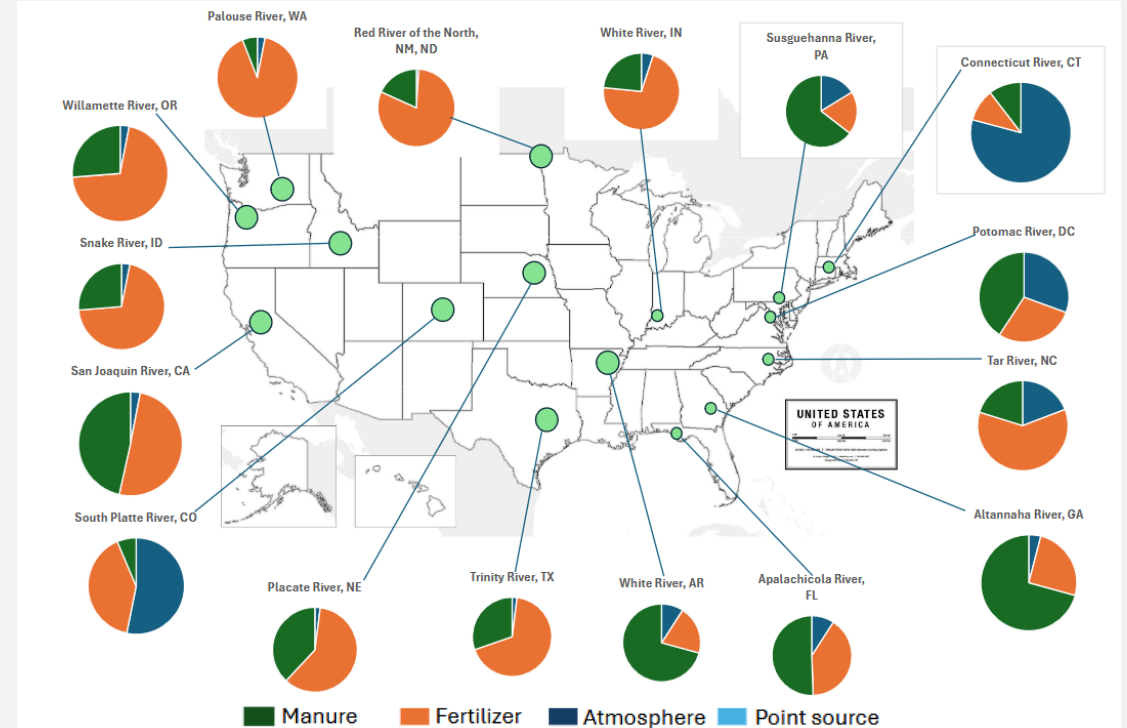 Palouse River, WA
Red River of the North,
NM, ND
White River, IN
Susguehanna River,
PA
Connecticut River, CT
Willamette River, OR
Potomac River, DC
Snake River, ID
Tar River, NC
San Joaquin River, CA
UNITED STATES
OF AMERICA
South Platte River, CO
Altannaha River, GA
Placate River, NE
Trinity River, TX
White River, AR
Apalachicola River,
FL
Manure
Fertilizer
Atmosphere
Point source